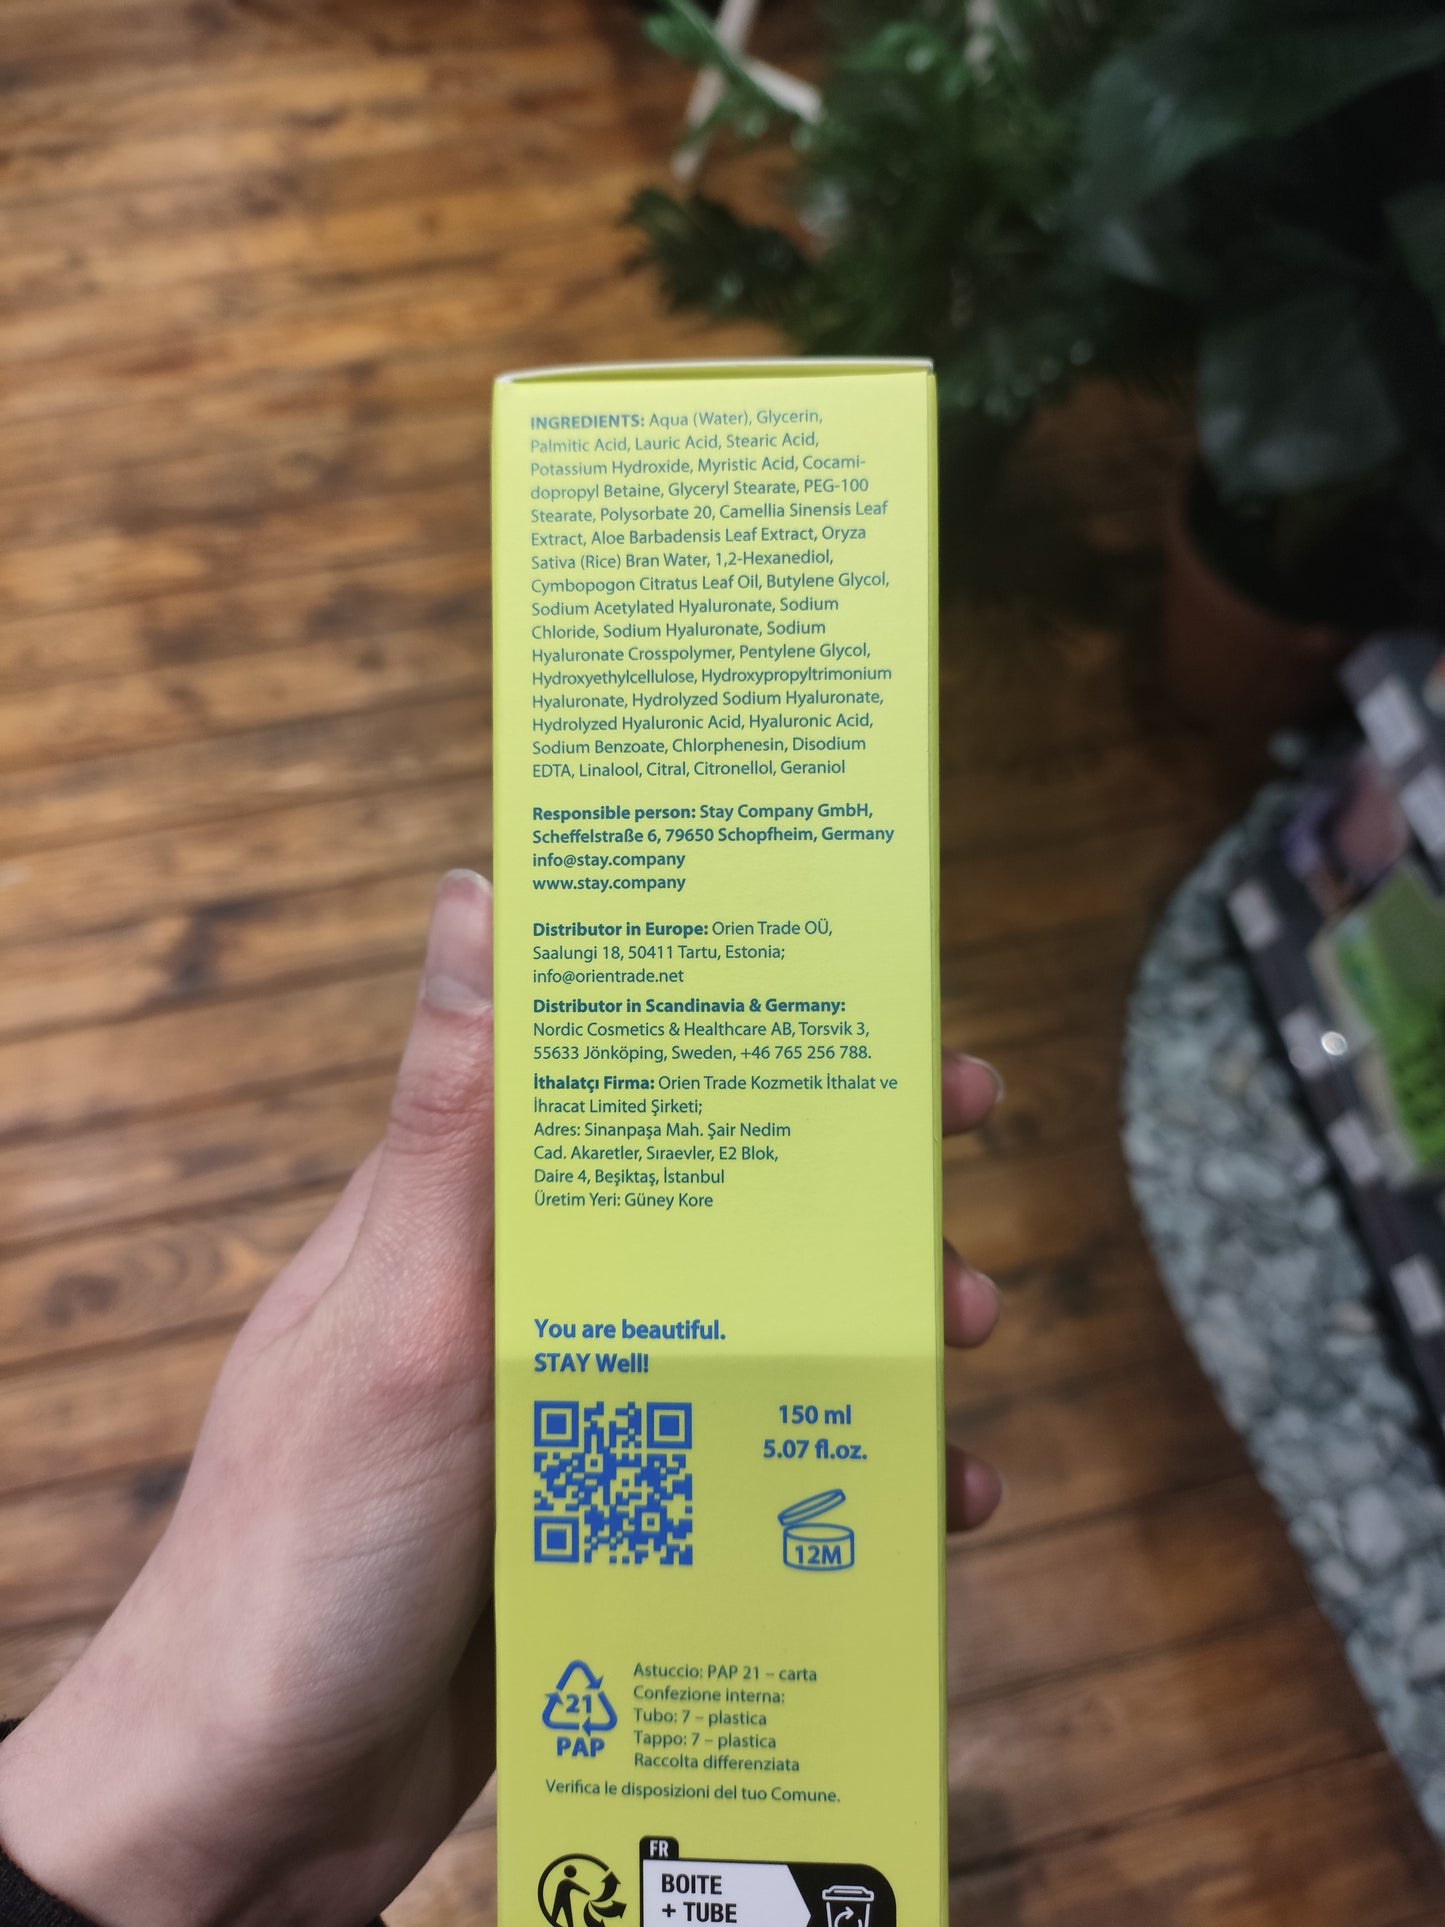 INGREDIENTS: Aqua (Water), Glycerin,
Palmitic Acid, Lauric Acid, Stearic Acid,
Potassium Hydroxide, Myristic Acid, Cocami-
dopropyl Betaine, Glyceryl Stearate, PEG-100
Stearate, Polysorbate 20, Camellia Sinensis Leaf
Extract, Aloe Barbadensis Leaf Extract, Oryza
Sativa (Rice) Bran Water, 1,2-Hexanediol,
Cymbopogon Citratus Leaf Oil, Butylene Glycol,
Sodium Acetylated Hyaluronate, Sodium
Chloride, Sodium Hyaluronate, Sodium
Hyaluronate Crosspolymer, Pentylene Glycol,
Hydroxyethylcellulose, Hydroxypropyltrimonium
Hyaluronate, Hydrolyzed Sodium Hyaluronate,
Hydrolyzed Hyaluronic Acid, Hyaluronic Acid,
Sodium Benzoate, Chlorphenesin, Disodium
EDTA, Linalool, Citral, Citronellol, Geraniol
Responsible person: Stay Company GmbH,
Scheffelstraße 6, 79650 Schopfheim, Germany
info@stay.company
www.stay.company
Distributor in Europe: Orien Trade OÜ,
Saalungi 18, 50411 Tartu, Estonia;
info@orientrade.net
Distributor in Scandinavia & Germany:
Nordic Cosmetics & Healthcare AB, Torsvik 3,
55633 Jönköping, Sweden, +46 765 256 788.
İthalatçı Firma: Orien Trade Kozmetik İthalat ve
İhracat Limited Şirketi;
Adres: Sinanpaşa Mah. Şair Nedim
Cad. Akaretler, Sıraevler, E2 Blok,
Daire 4, Beşiktaş, İstanbul
Üretim Yeri: Güney Kore
You are beautiful.
STAY Well!
150 ml
5.07 fl.oz.
12M
21
PAP
Astuccio: PAP 21 – carta
Confezione interna:
Tubo: 7 – plastica
Tappo: 7 – plastica
Raccolta differenziata
Verifica le disposizioni del tuo Comune.
FR
BOITE
+ TUBE